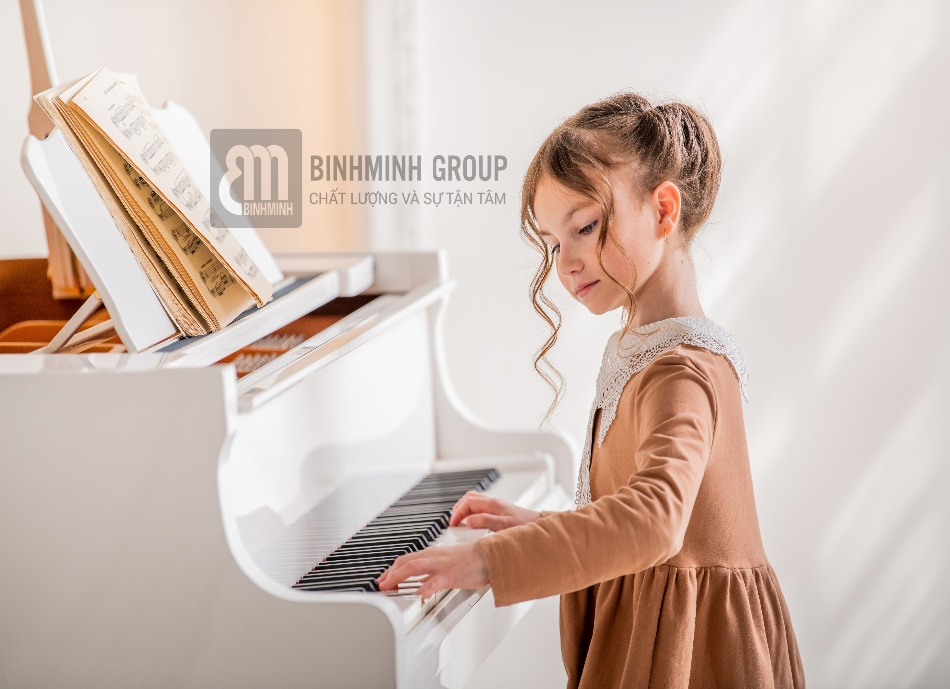 BINHMINH
BINHMINH GROUP
CHẤT LƯỢNG VÀ SỰ TẬN TÂM